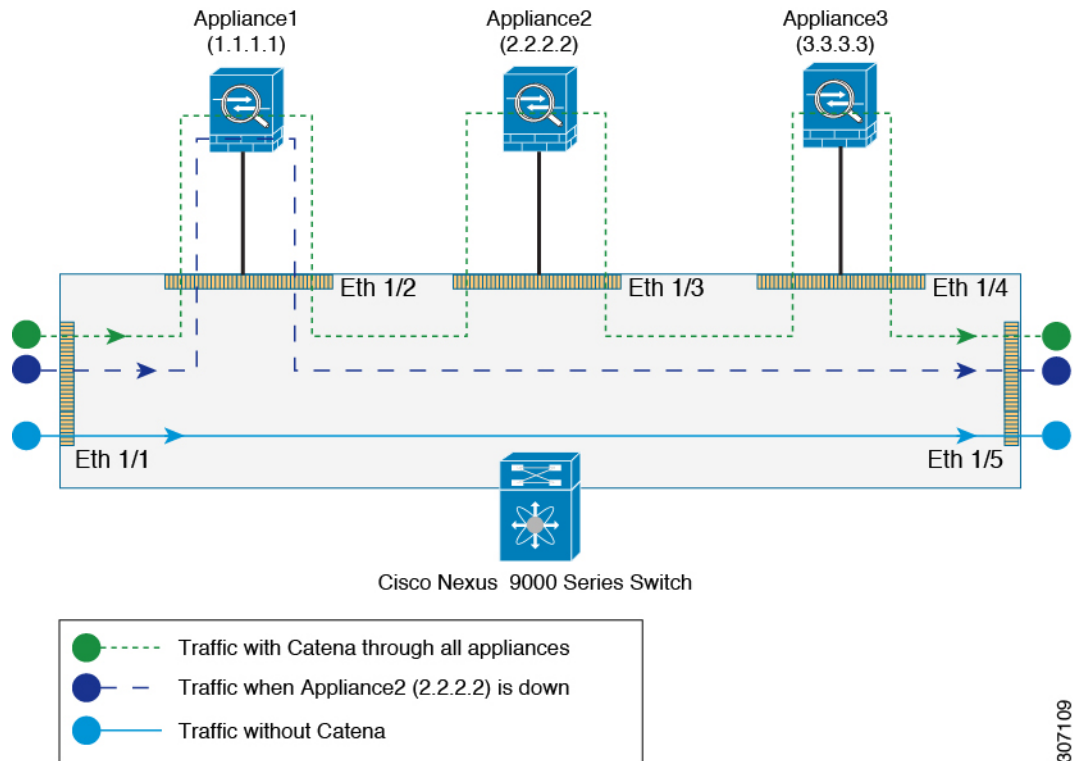 Appliance1
(1.1.1.1)
Appliance2
(2.2.2.2)
Appliance3
(3.3.3.3)
Eth 1/2
Eth 1/3
Eth 1/4
Eth 1/1
Eth 1/5
Cisco Nexus 9000 Series Switch
Traffic with Catena through all appliances
Traffic when Appliance2 (2.2.2.2) is down
Traffic without Catena
307109